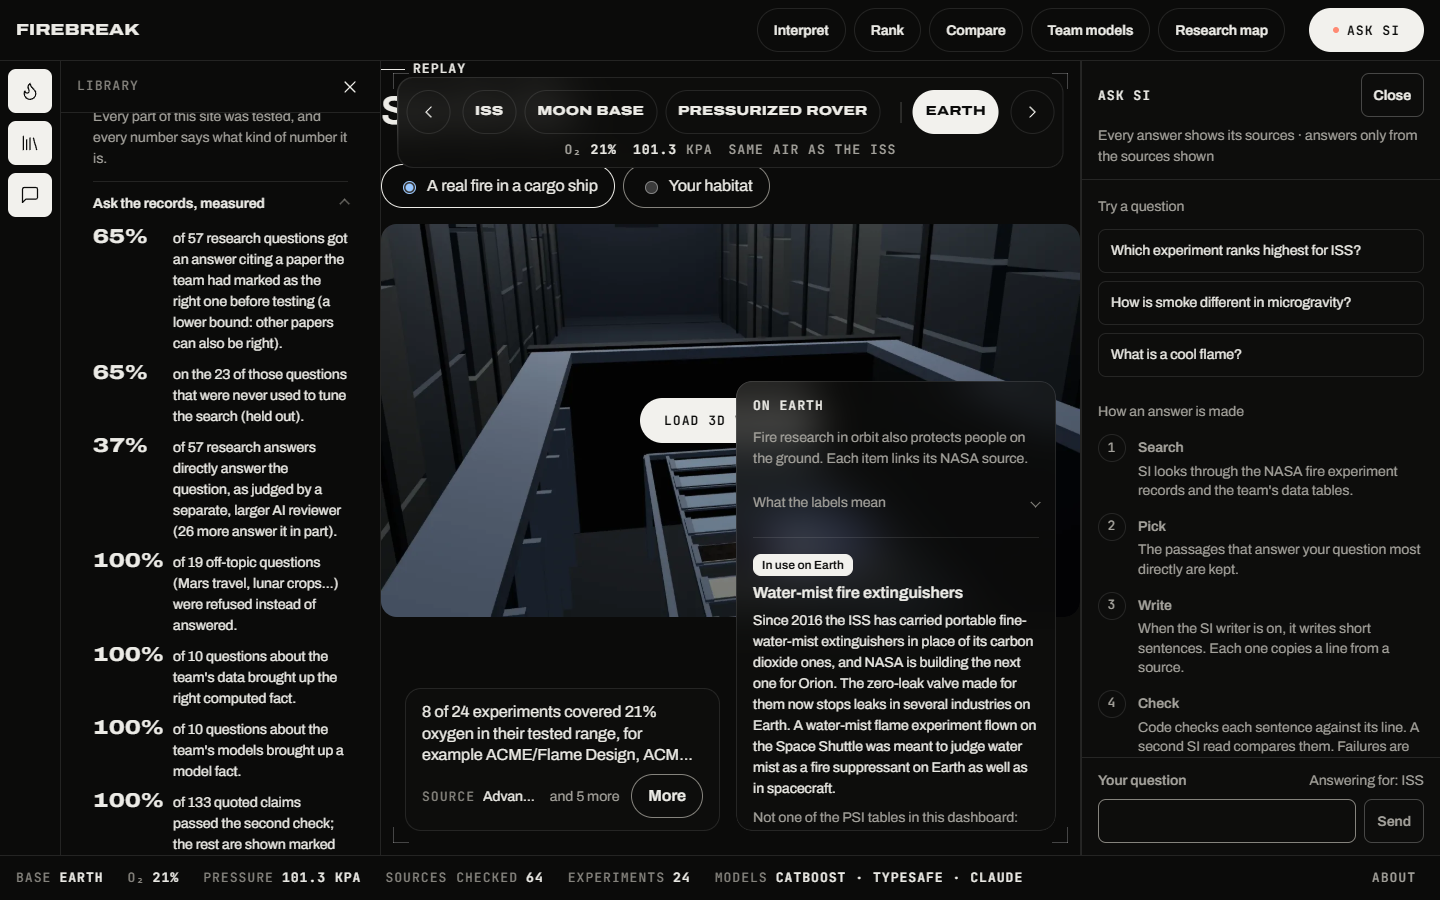 FIREBREAK
Interpret
Rank
Compare
Team models
Research map
ASK SI
LIBRARY
Every part of this site was tested, and
every number says what kind of number it
is.
Ask the records, measured
65%
of 57 research questions got
an answer citing a paper the
team had marked as the
right one before testing (a
lower bound: other papers
can also be right).
65%
on the 23 of those questions
that were never used to tune
the search (held out).
37%
of 57 research answers
directly answer the
question, as judged by a
separate, larger AI reviewer
(26 more answer it in part).
100%
of 19 off-topic questions
(Mars travel, lunar crops...)
were refused instead of
answered.
100%
of 10 questions about the
team's data brought up the
right computed fact.
100%
of 10 questions about the
team's models brought up a
model fact.
100%
of 133 quoted claims
passed the second check;
the rest are shown marked
REPLAY
S
ISS
MOON BASE
PRESSURIZED ROVER
EARTH
O₂ 21% 101.3 KPA SAME AIR AS THE ISS
A real fire in a cargo ship
Your habitat
LOAD 3D
8 of 24 experiments covered 21%
oxygen in their tested range, for
example ACME/Flame Design, ACM...
SOURCE Advan... and 5 more
More
ON EARTH
Fire research in orbit also protects people on
the ground. Each item links its NASA source.
What the labels mean
In use on Earth
Water-mist fire extinguishers
Since 2016 the ISS has carried portable fine-
water-mist extinguishers in place of its carbon
dioxide ones, and NASA is building the next
one for Orion. The zero-leak valve made for
them now stops leaks in several industries on
Earth. A water-mist flame experiment flown on
the Space Shuttle was meant to judge water
mist as a fire suppressant on Earth as well as
in spacecraft.
Not one of the PSI tables in this dashboard:
ASK SI
Close
Every answer shows its sources · answers only from
the sources shown
Try a question
Which experiment ranks highest for ISS?
How is smoke different in microgravity?
What is a cool flame?
How an answer is made
1
Search
SI looks through the NASA fire experiment
records and the team's data tables.
2
Pick
The passages that answer your question most
directly are kept.
3
Write
When the SI writer is on, it writes short
sentences. Each one copies a line from a
source.
4
Check
Code checks each sentence against its line. A
second SI read compares them. Failures are
Your question
Answering for: ISS
Send
BASE EARTH O₂ 21% PRESSURE 101.3 KPA SOURCES CHECKED 64 EXPERIMENTS 24 MODELS CATBOOST · TYPESAFE · CLAUDE
ABOUT